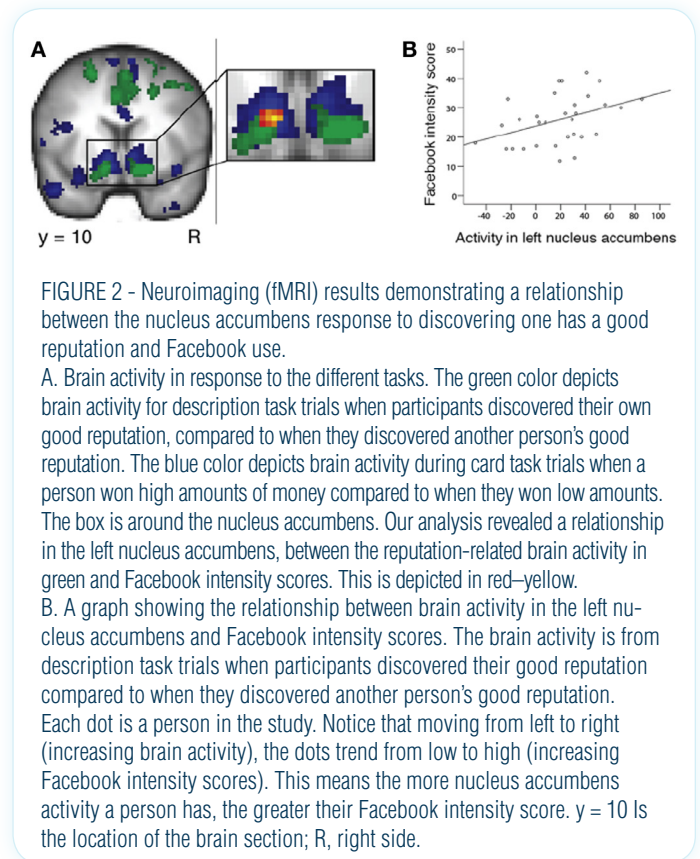 A
y = 10
R
B
Facebook intensity score
50
40
30
20
10
0
-40 -20 0 20 40 60 80 100
Activity in left nucleus accumbens
FIGURE 2 - Neuroimaging (fMRI) results demonstrating a relationship
between the nucleus accumbens response to discovering one has a good
reputation and Facebook use.
A. Brain activity in response to the different tasks. The green color depicts
brain activity for description task trials when participants discovered their own
good reputation, compared to when they discovered another person’s good
reputation. The blue color depicts brain activity during card task trials when a
person won high amounts of money compared to when they won low amounts.
The box is around the nucleus accumbens. Our analysis revealed a relationship
in the left nucleus accumbens, between the reputation-related brain activity in
green and Facebook intensity scores. This is depicted in red–yellow.
B. A graph showing the relationship between brain activity in the left nu-
cleus accumbens and Facebook intensity scores. The brain activity is from
description task trials when participants discovered their good reputation
compared to when they discovered another person’s good reputation.
Each dot is a person in the study. Notice that moving from left to right
(increasing brain activity), the dots trend from low to high (increasing
Facebook intensity scores). This means the more nucleus accumbens
activity a person has, the greater their Facebook intensity score. y = 10 Is
the location of the brain section; R, right side.